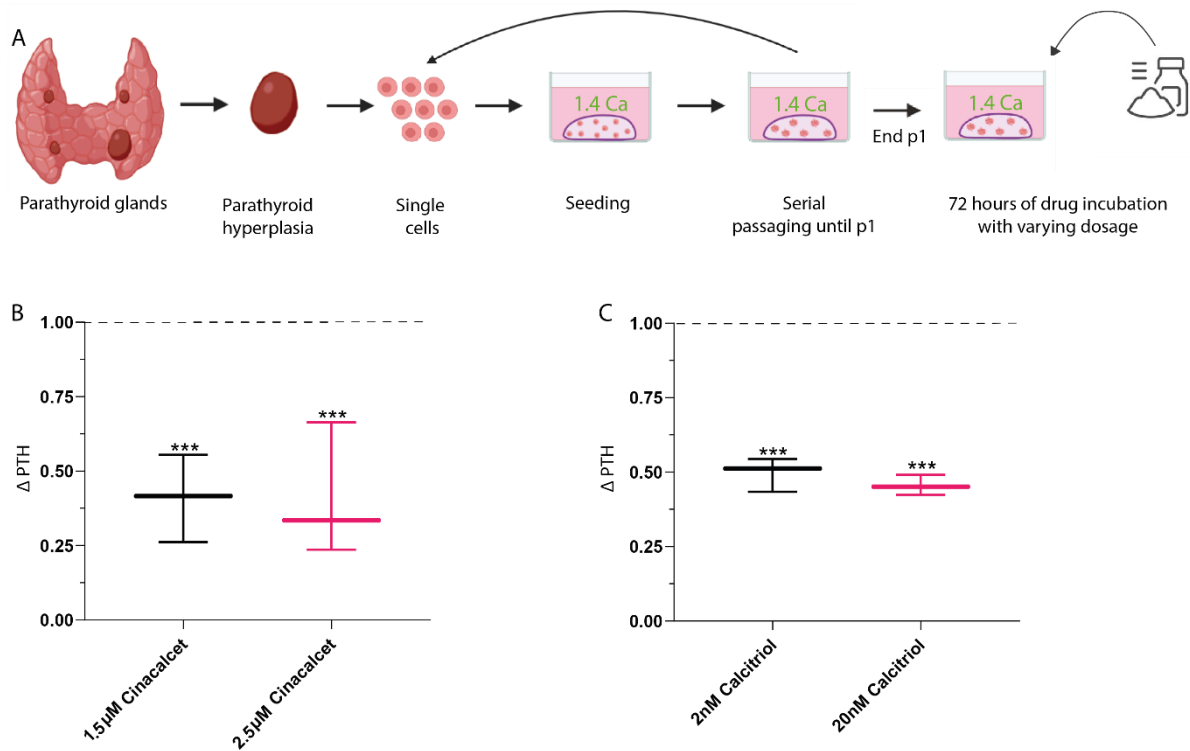 A
1.4 Ca
1.4 Ca
1.4 Ca
End p1
Parathyroid glands
Parathyroid
hyperplasia
Single
cells
Seeding
Serial
passaging until p1
72 hours of drug incubation
with varying dosage
B
1.00
0.75
0.50
0.25
0.00
Δ PTH
***
***
1.5μM Cinacalcet
2.5μM Cinacalcet
C
1.00
0.75
0.50
0.25
0.00
Δ PTH
***
***
2nM Calcitriol
20nM Calcitriol